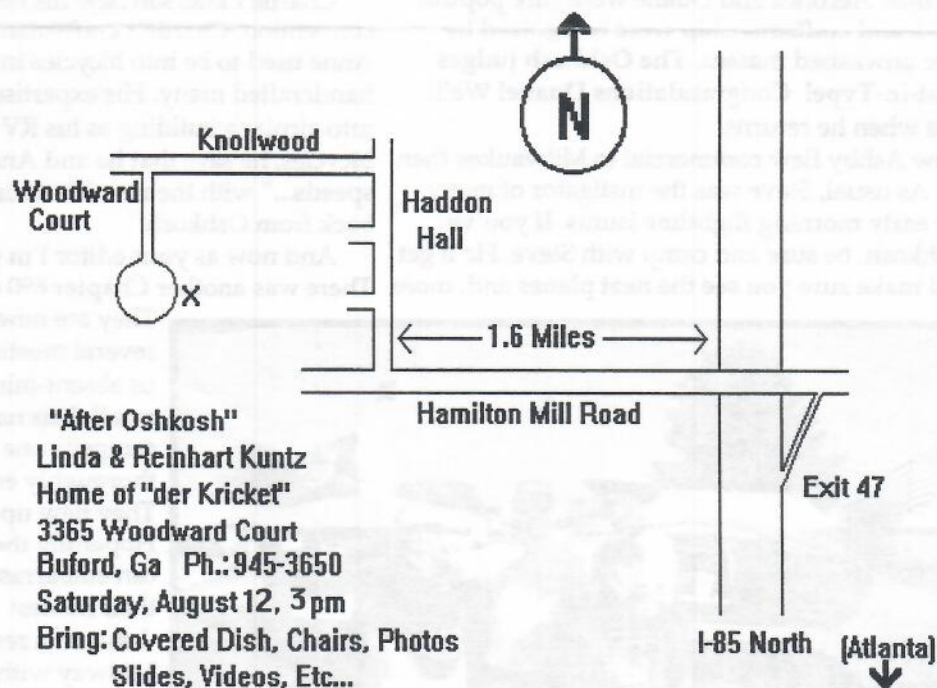 N
Knollwood
Woodward
Court
Haddon
Hall
X
1.6 Miles
Hamilton Mill Road
Exit 47
"After Oshkosh"
Linda & Reinhart Kuntz
Home of "der Kricket"
3365 Woodward Court
Buford, Ga Ph.: 945-3650
Saturday, August 12, 3 pm
Bring: Covered Dish, Chairs, Photos
Slides, Videos, Etc...
I-85 North
(Atlanta)